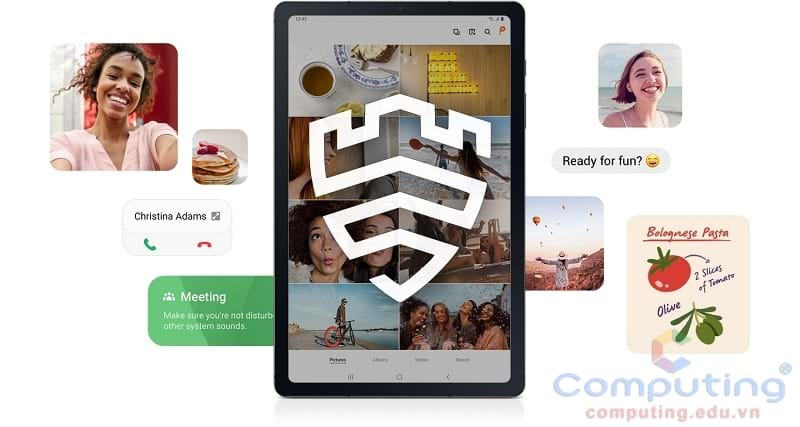 12:45
Ready for fun? 😄
Christina Adams
Bolognese Pasta
2 Slices
of Tomato
Meeting
Make sure you're not disturbe
other system sounds.
Olive
Pictures
Albums
Stories
Shared
Computing®
computing.edu.vn